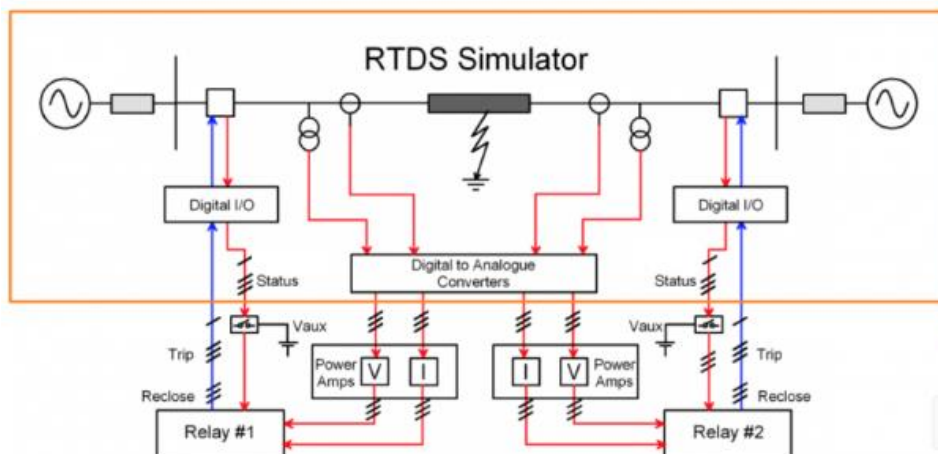 RTDS Simulator
Digital I/O
Digital I/O
Digital to Analogue
Converters
Status
Status
Vaux
Vaux
Trip
Power
Amps
V
I
I
V
Power
Amps
Trip
Reclose
Reclose
Relay #1
Relay #2